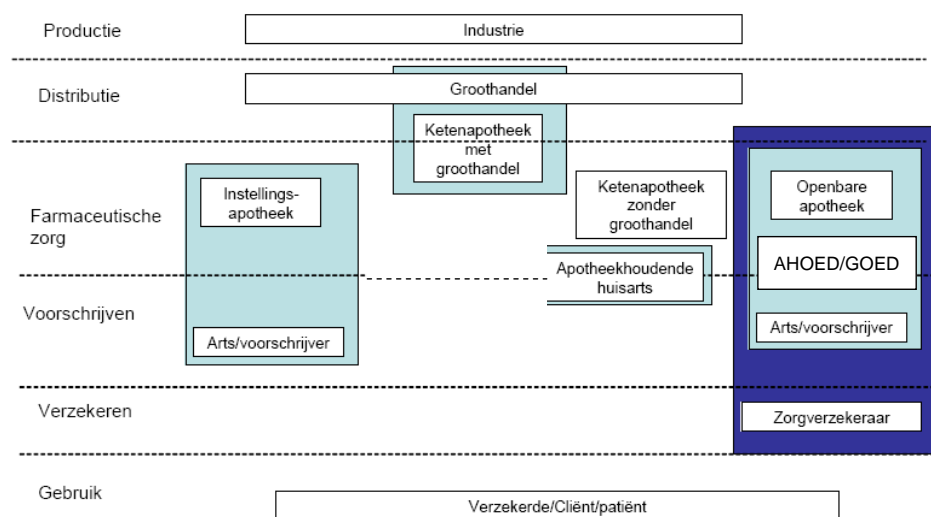 Productie
Industrie
Distributie
Groothandel
Ketenapotheek
met
groothandel
Instellings-
apotheek
Ketenapotheek
zonder
groothandel
Openbare
apotheek
Farmaceutische
zorg
AHOED/GOED
Apotheekhoudende
huisarts
Voorschrijven
Arts/voorschrijver
Arts/voorschrijver
Verzekeren
Zorgverzekeraar
Gebruik
Verzekerde/Cliënt/patiënt